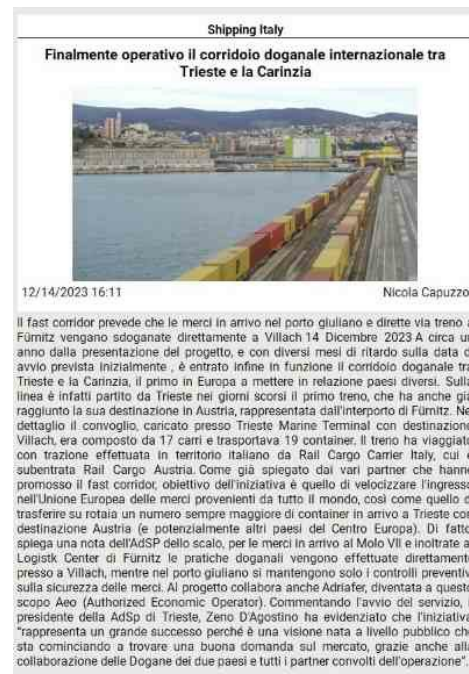 Shipping Italy
Finalmente operativo il corridoio doganale internazionale tra
Trieste e la Carinzia
12/14/2023 16:11
Nicola Capuzzo
Il fast corridor prevede che le merci in arrivo nel porto giuliano e dirette via treno a
Fürnitz vengano sdoganate direttamente a Villach 14 Dicembre 2023 A circa un
anno dalla presentazione del progetto, e con diversi mesi di ritardo sulla data d
avvio prevista inizialmente , è entrato infine in funzione il corridoio doganale tra
Trieste e la Carinzia, il primo in Europa a mettere in relazione paesi diversi. Sulla
linea è infatti partito da Trieste nei giorni scorsi il primo treno, che ha anche già
raggiunto la sua destinazione in Austria, rappresentata dall'interporto di Fürnitz. Ne
dettaglio il convoglio, caricato presso Trieste Marine Terminal con destinazione
Villach, era composto da 17 carri e trasportava 19 container. Il treno ha viaggiato
con trazione effettuata in territorio italiano da Rail Cargo Carrier Italy, cui è
subentrata Rail Cargo Austria. Come già spiegato dai vari partner che hanno
promosso il fast corridor, obiettivo dell'iniziativa è quello di velocizzare l'ingresso
nell'Unione Europea delle merci provenienti da tutto il mondo, così come quello di
trasferire su rotaia un numero sempre maggiore di container in arrivo a Trieste con
destinazione Austria (e potenzialmente altri paesi del Centro Europa). Di fatto
spiega una nota dell'AdSP dello scalo, per le merci in arrivo al Molo VII e inoltrate al
Logistk Center di Fürnitz le pratiche doganali vengono effettuate direttamente
presso a Villach, mentre nel porto giuliano si mantengono solo i controlli preventivi
sulla sicurezza delle merci. Al progetto collabora anche Adriafer, diventata a questo
scopo Aeo (Authorized Economic Operator). Commentando l'avvio del servizio, i
presidente della AdSp di Trieste, Zeno D'Agostino ha evidenziato che l'iniziativa
"rappresenta un grande successo perché è una visione nata a livello pubblico che
sta cominciando a trovare una buona domanda sul mercato, grazie anche alla
collaborazione delle Dogane dei due paesi e tutti i partner convolti dell'operazione".